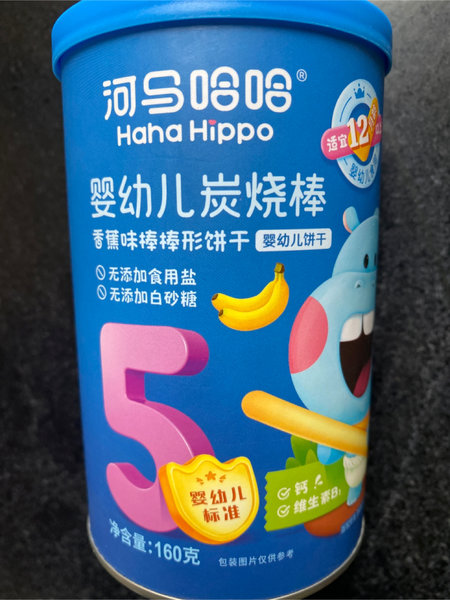 河马哈哈®
Haha Hippo
适宜12
婴幼儿炭烧棒
香蕉味棒棒形饼干 婴幼儿饼干
无添加食用盐
无添加白砂糖
5
婴幼儿
标准
钙
维生素B₁
净含量:160克
包装图片仅供参考